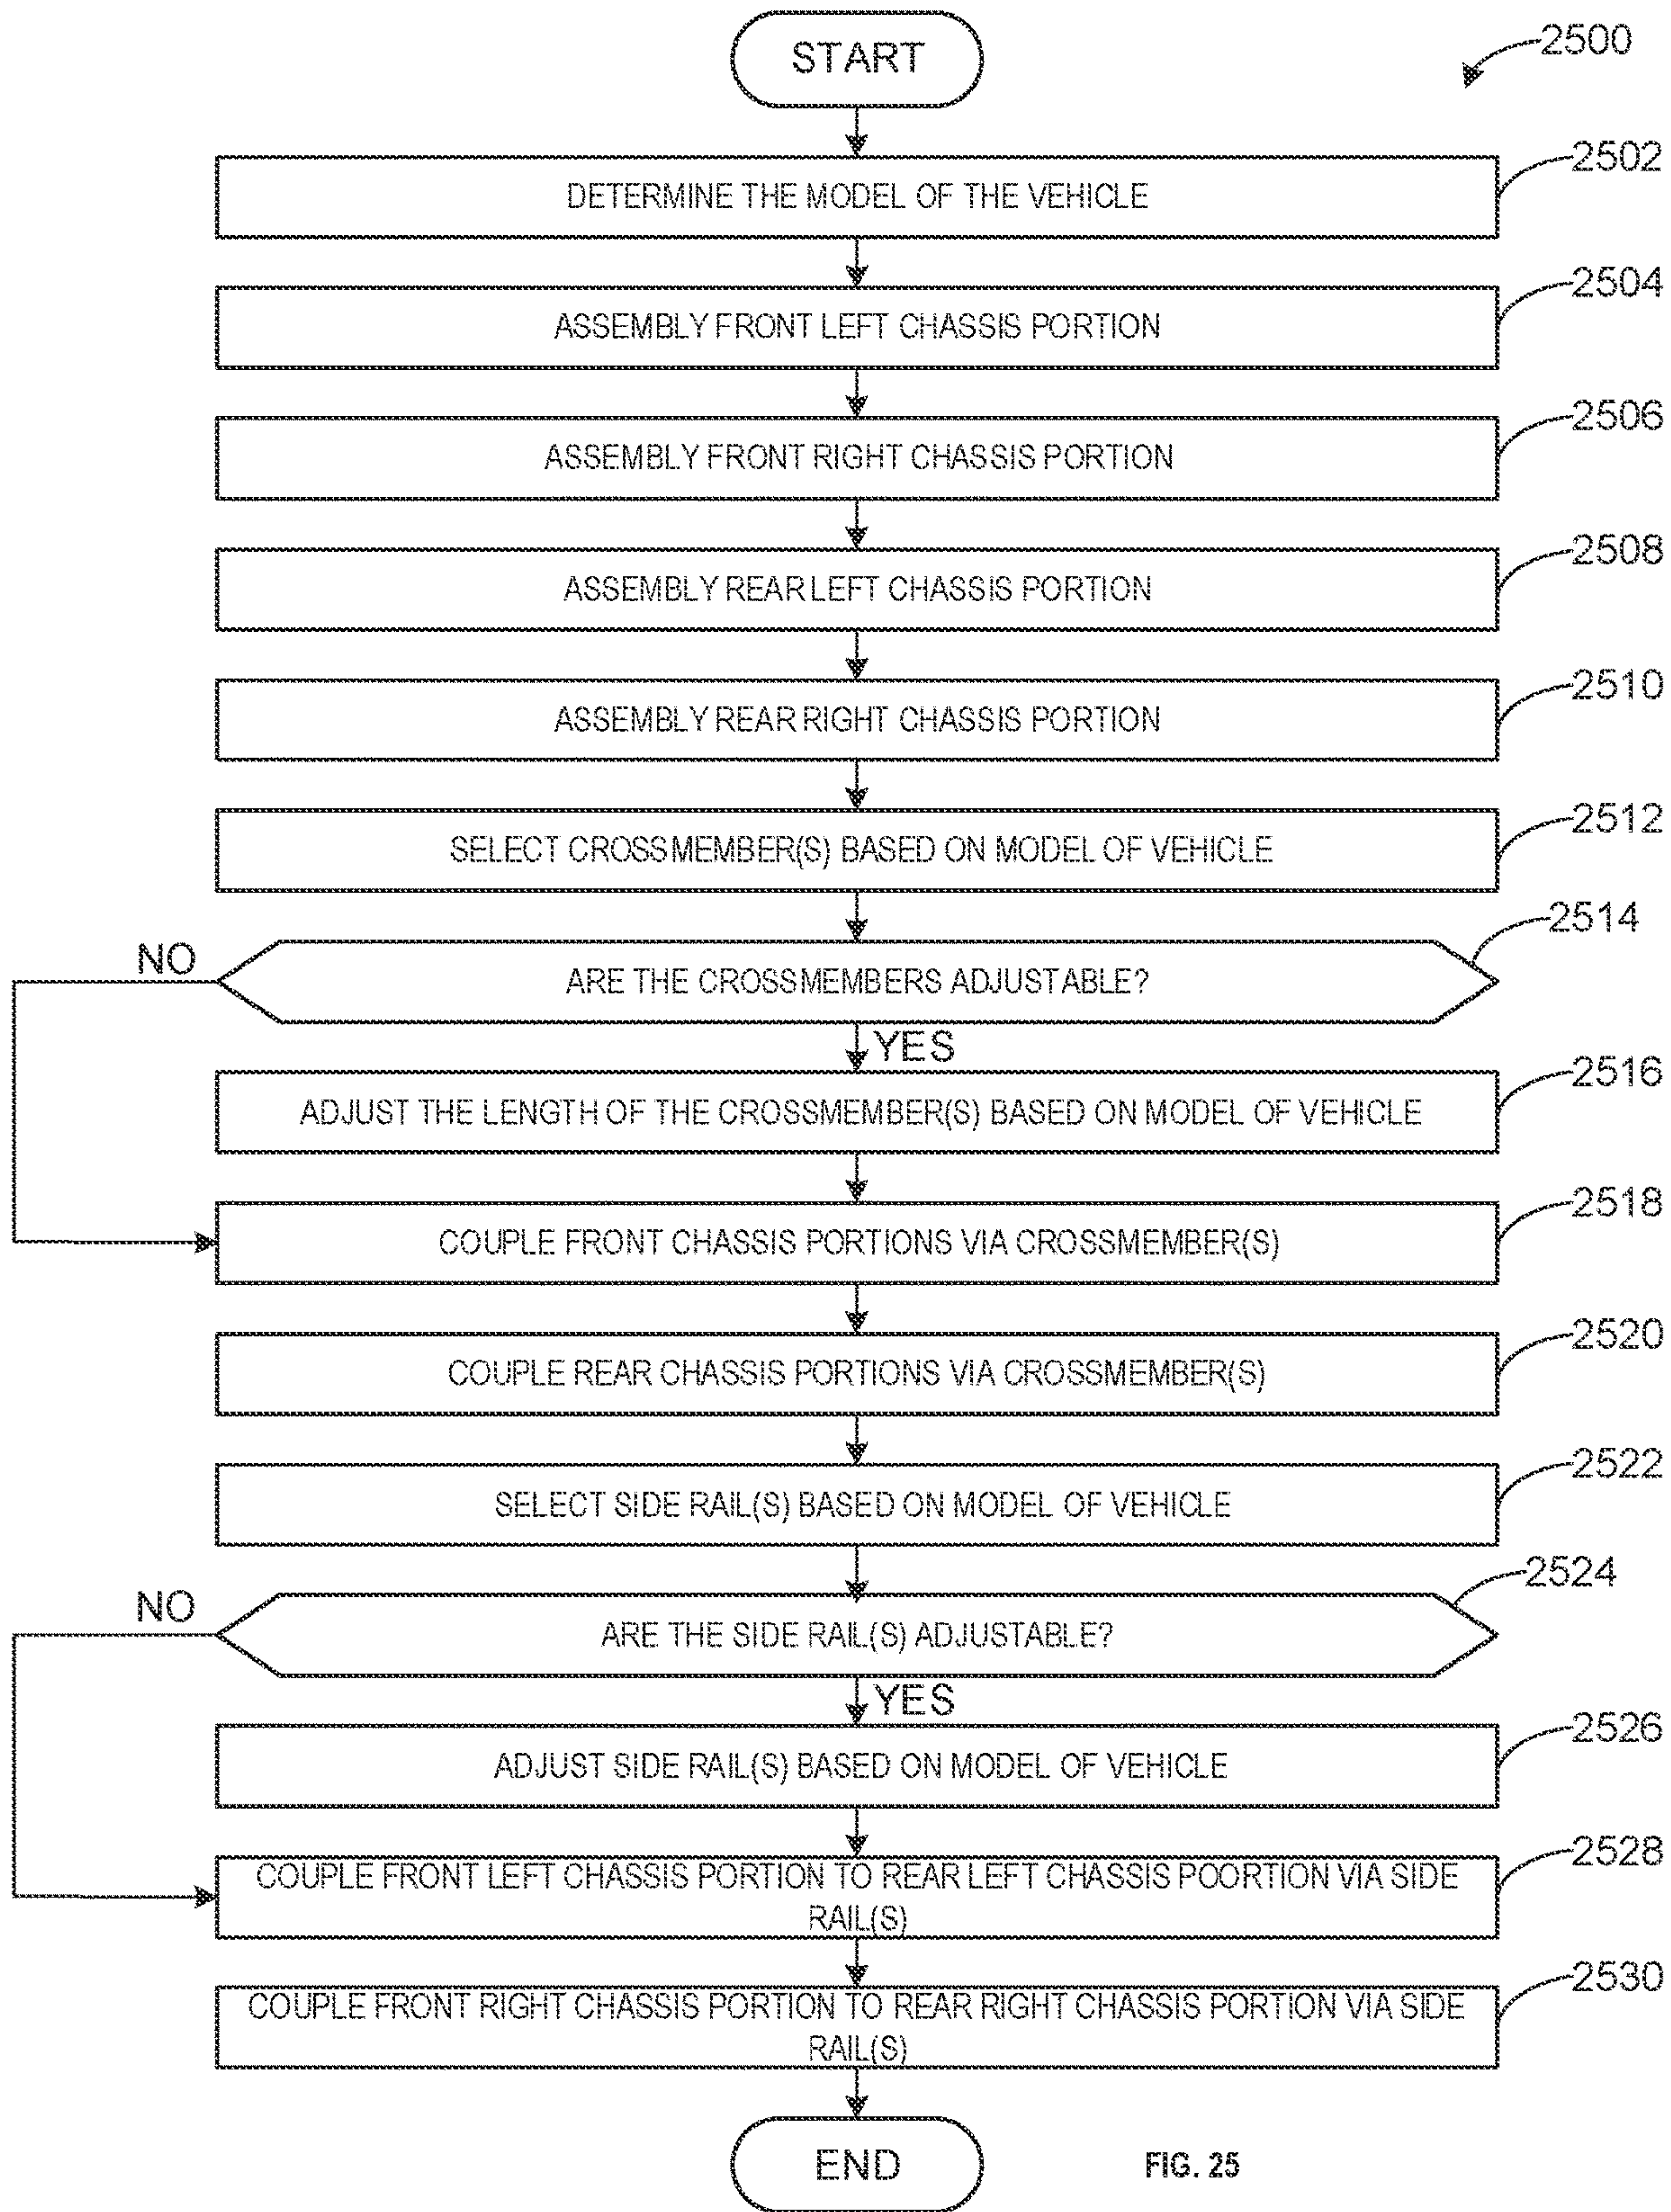 START
2500
DETERMINE THE MODEL OF THE VEHICLE
2502
ASSEMBLY FRONT LEFT CHASSIS PORTION
2504
ASSEMBLY FRONT RIGHT CHASSIS PORTION
2506
ASSEMBLY REAR LEFT CHASSIS PORTION
2508
ASSEMBLY REAR RIGHT CHASSIS PORTION
2510
SELECT CROSSMEMBER(S) BASED ON MODEL OF VEHICLE
2512
NO
ARE THE CROSSMEMBERS ADJUSTABLE?
2514
YES
ADJUST THE LENGTH OF THE CROSSMEMBER(S) BASED ON MODEL OF VEHICLE
2516
COUPLE FRONT CHASSIS PORTIONS VIA CROSSMEMBER(S)
2518
COUPLE REAR CHASSIS PORTIONS VIA CROSSMEMBER(S)
2520
SELECT SIDE RAIL(S) BASED ON MODEL OF VEHICLE
2522
NO
ARE THE SIDE RAIL(S) ADJUSTABLE?
2524
YES
ADJUST SIDE RAIL(S) BASED ON MODEL OF VEHICLE
2526
COUPLE FRONT LEFT CHASSIS PORTION TO REAR LEFT CHASSIS POORTION VIA SIDE
RAIL(S)
2528
COUPLE FRONT RIGHT CHASSIS PORTION TO REAR RIGHT CHASSIS PORTION VIA SIDE
RAIL(S)
2530
END
FIG. 25